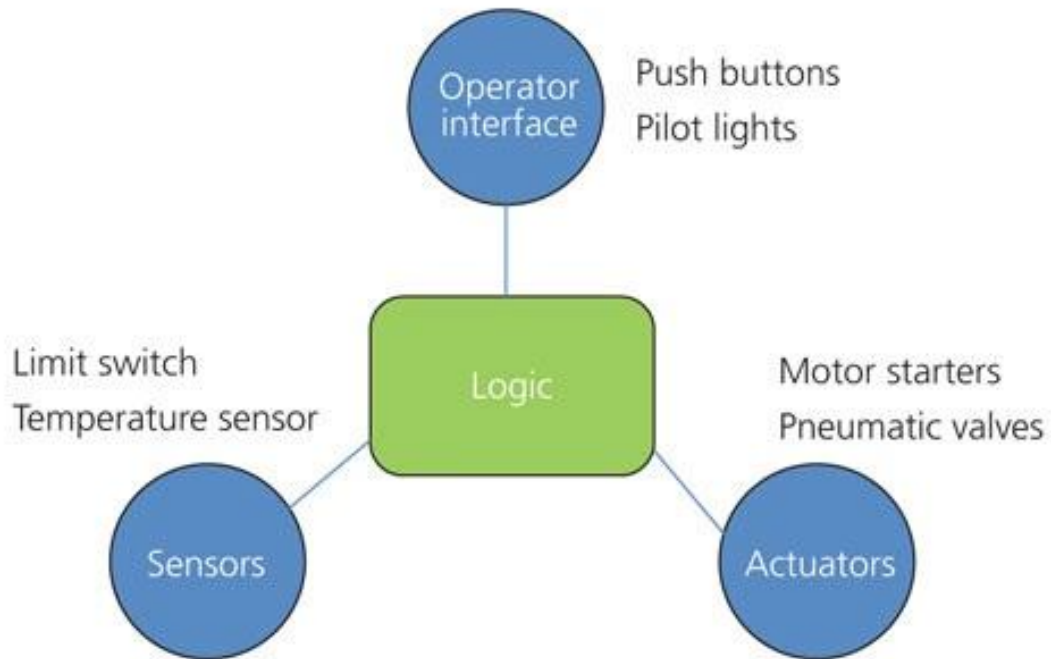 Operator
interface
Push buttons
Pilot lights
Limit switch
Temperature sensor
Logic
Motor starters
Pneumatic valves
Sensors
Actuators